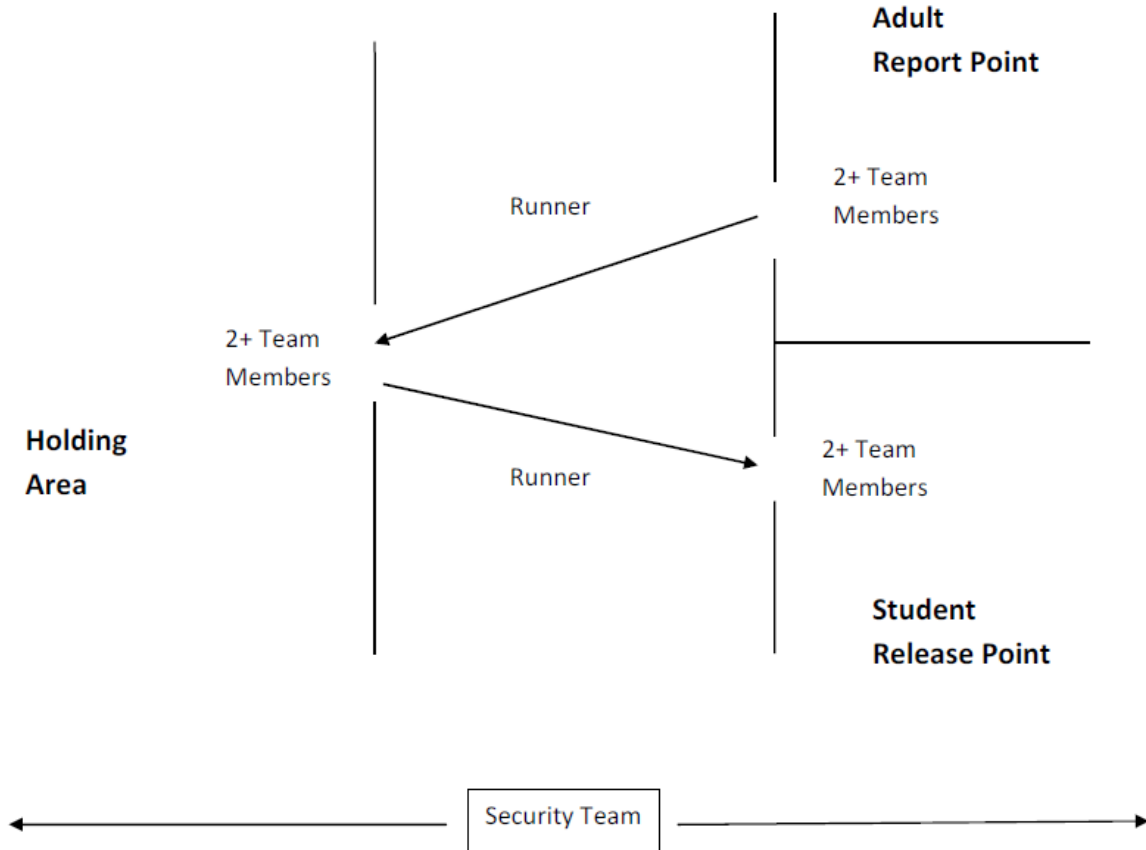 Adult
Report Point
2+ Team
Members
Runner
2+ Team
Members
Holding
Area
Runner
2+ Team
Members
Student
Release Point
Security Team